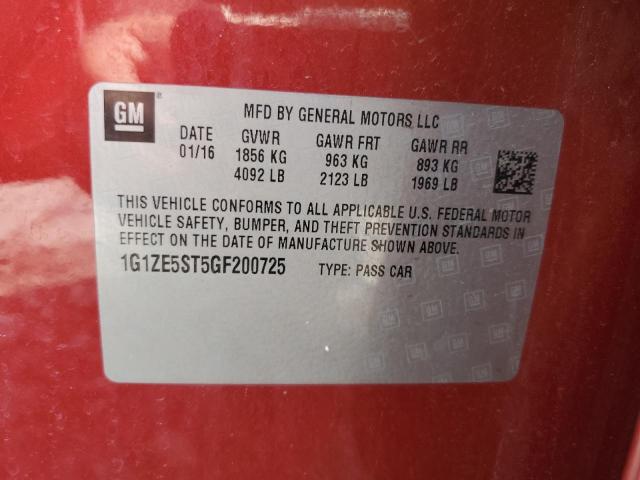 GM
MFD BY GENERAL MOTORS LLC
DATE GVWR GAWR FRT GAWR RR
01/16 1856 KG 963 KG 893 KG
4092 LB 2123 LB 1969 LB
THIS VEHICLE CONFORMS TO ALL APPLICABLE U.S. FEDERAL MOTOR
VEHICLE SAFETY, BUMPER, AND THEFT PREVENTION STANDARDS IN
EFFECT ON THE DATE OF MANUFACTURE SHOWN ABOVE.
1G1ZE5ST5GF200725 TYPE: PASS CAR